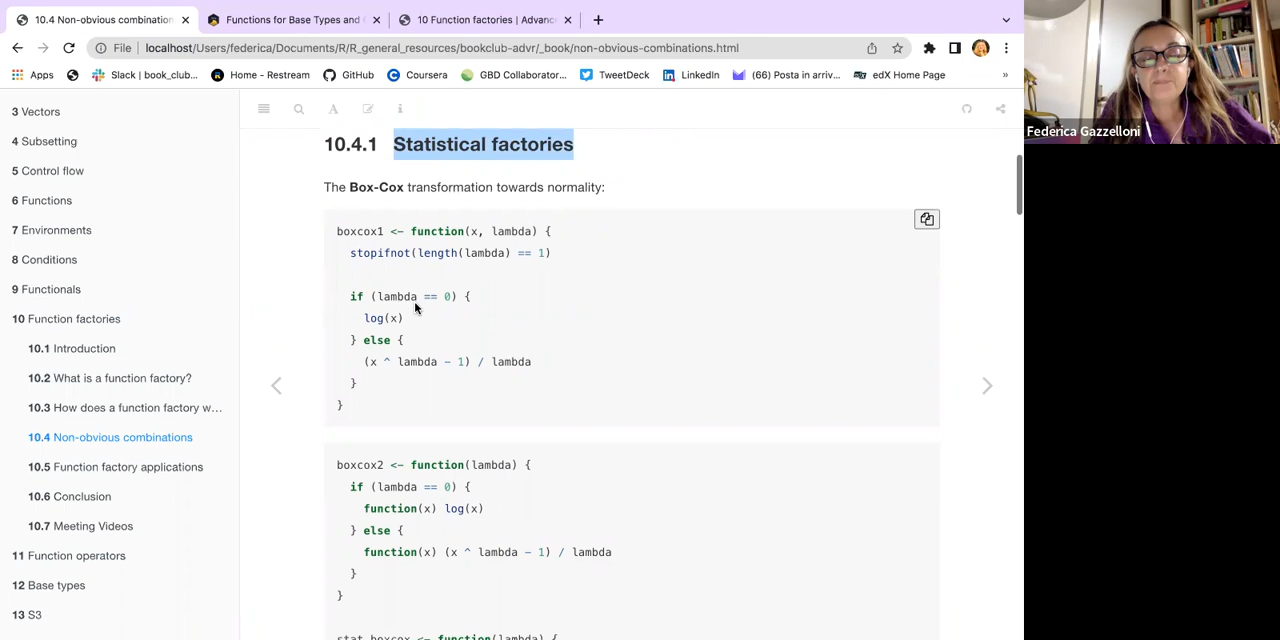 10.4 Non-obvious combination
Functions for Base Types and
10 Function factories | Advanc
File
localhost/Users/federica/Documents/R/R_general_resources/bookclub-advr/_book/non-obvious-combinations.html
Apps
Slack | book_club...
Home - Restream
GitHub
Coursera
GBD Collaborator...
TweetDeck
LinkedIn
(66) Posta in arriv...
edX Home Page
»
3 Vectors
4 Subsetting
5 Control flow
6 Functions
7 Environments
8 Conditions
9 Functionals
10 Function factories
10.1 Introduction
10.2 What is a function factory?
10.3 How does a function factory w...
10.4 Non-obvious combinations
10.5 Function factory applications
10.6 Conclusion
10.7 Meeting Videos
11 Function operators
12 Base types
13 S3
10.4.1 Statistical factories
The Box-Cox transformation towards normality:
boxcox1 <- function(x, lambda) {
stopifnot(length(lambda) == 1)
if (lambda == 0) {
log(x)
} else {
(x ^ lambda - 1) / lambda
}
}
boxcox2 <- function(lambda) {
if (lambda == 0) {
function(x) log(x)
} else {
function(x) (x ^ lambda - 1) / lambda
}
}
stat_boxcox <- function(lambda) {
Federica Gazzelloni